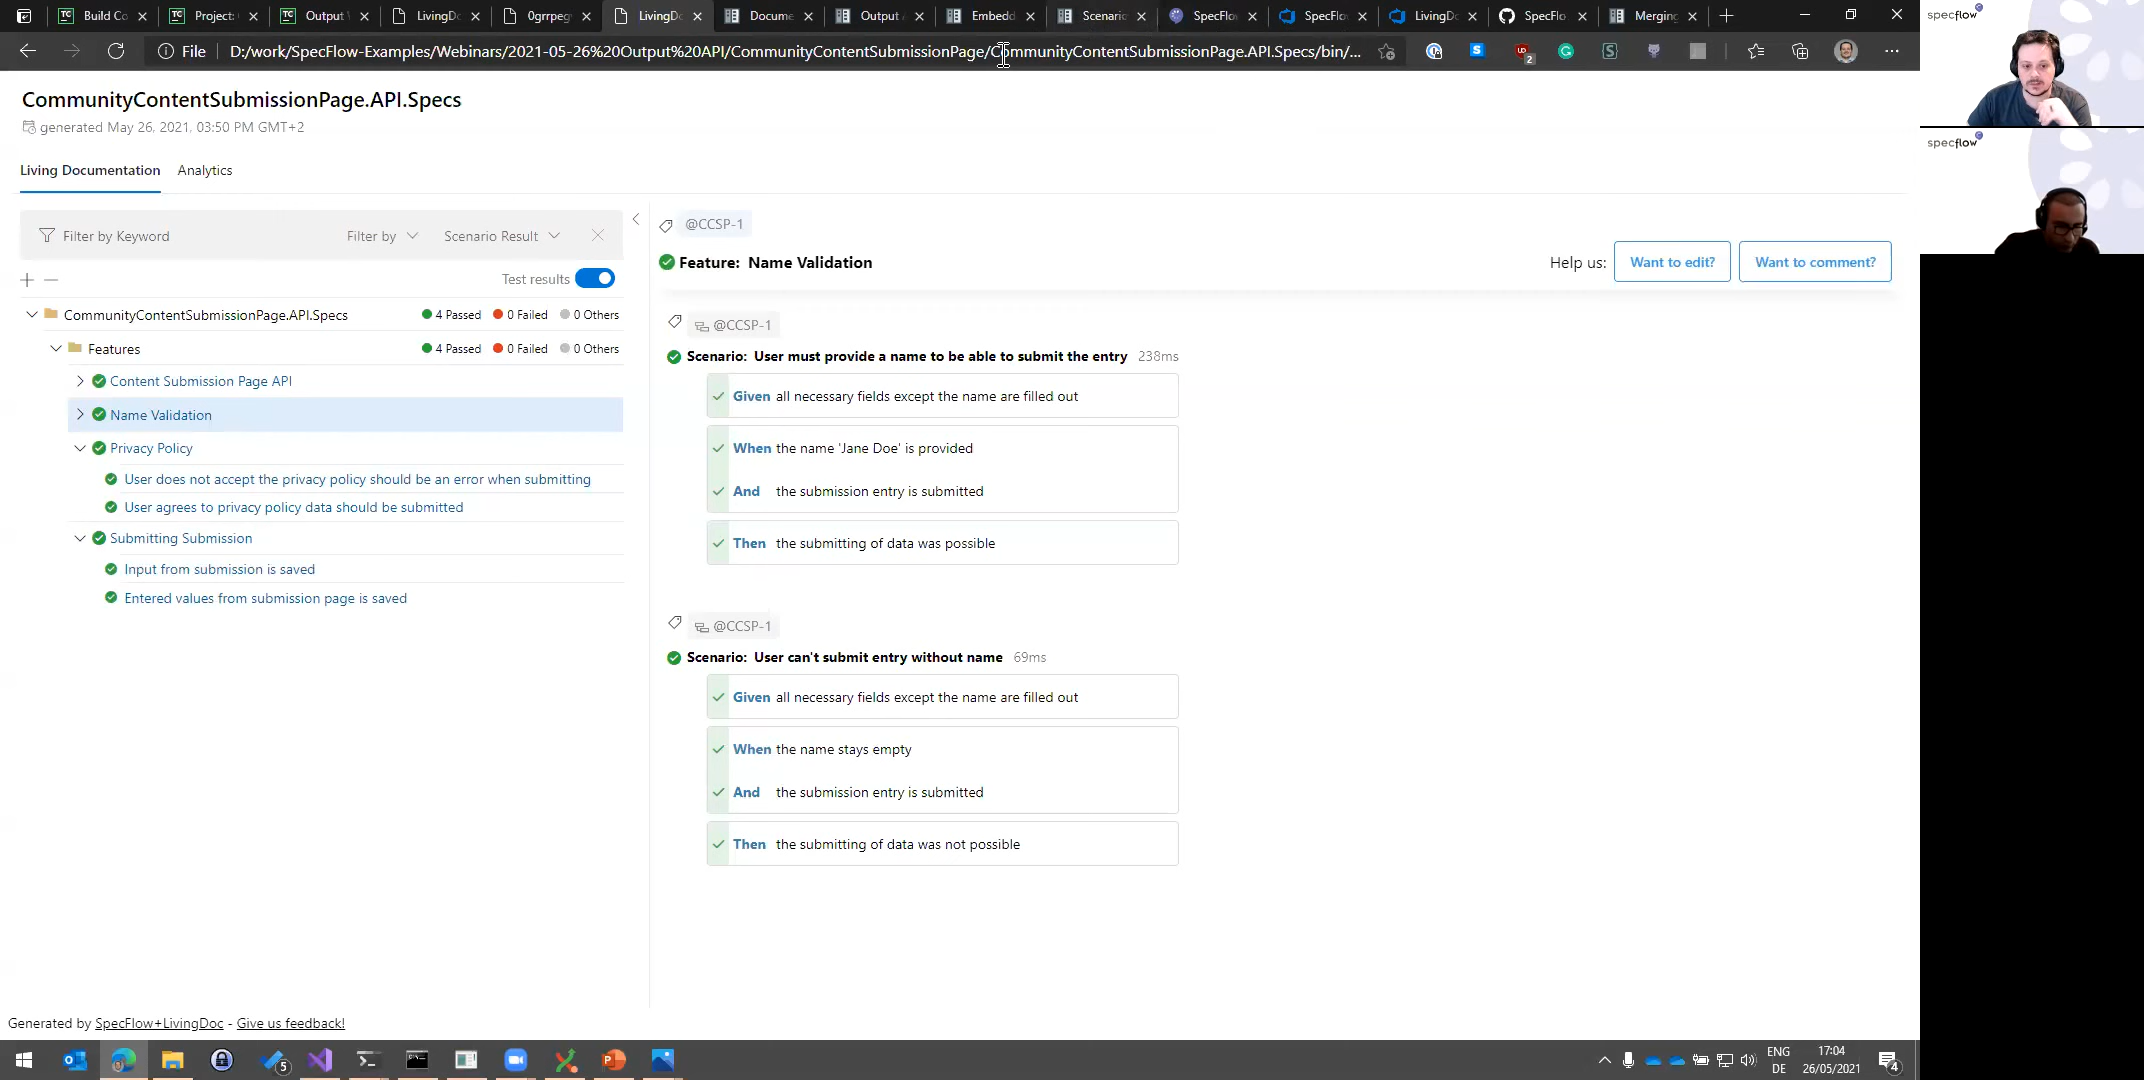 Build Co
Project:
Output
LivingDo
0grrpeg
LivingDo
Docume
Output
Embedd
Scenario
SpecFlo
SpecFlo
LivingDo
SpecFlo
Merging
File D:/work/SpecFlow-Examples/Webinars/2021-05-26%20Output%20API/CommunityContentSubmissionPage/CommunityContentSubmissionPage.API.Specs/bin/...
2
specflow
specflow
CommunityContentSubmissionPage.API.Specs
generated May 26, 2021, 03:50 PM GMT+2
Living Documentation Analytics
Filter by Keyword Filter by Scenario Result
Test results
CommunityContentSubmissionPage.API.Specs 4 Passed 0 Failed 0 Others
Features 4 Passed 0 Failed 0 Others
Content Submission Page API
Name Validation
Privacy Policy
User does not accept the privacy policy should be an error when submitting
User agrees to privacy policy data should be submitted
Submitting Submission
Input from submission is saved
Entered values from submission page is saved
@CCSP-1
Feature: Name Validation
Help us: Want to edit? Want to comment?
@CCSP-1
Scenario: User must provide a name to be able to submit the entry 238ms
Given all necessary fields except the name are filled out
When the name 'Jane Doe' is provided
And the submission entry is submitted
Then the submitting of data was possible
@CCSP-1
Scenario: User can't submit entry without name 69ms
Given all necessary fields except the name are filled out
When the name stays empty
And the submission entry is submitted
Then the submitting of data was not possible
Generated by SpecFlow+LivingDoc - Give us feedback!
5
ENG
DE
17:04
26/05/2021
4